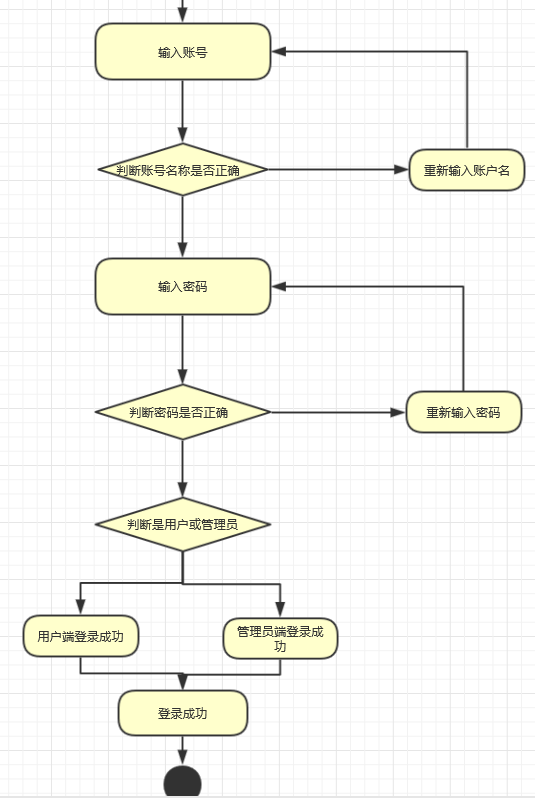 输入账号
判断账号名称是否正确
重新输入账户名
输入密码
判断密码是否正确
重新输入密码
判断是用户或管理员
用户端登录成功
管理员端登录成
功
登录成功